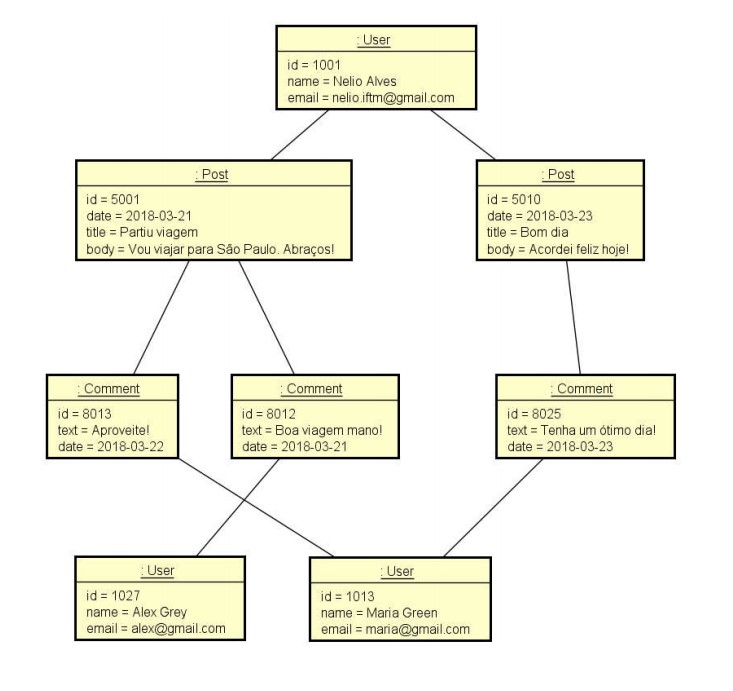 : User
id = 1001
name = Nelio Alves
email = nelio.iftm@gmail.com
: Post
id = 5001
date = 2018-03-21
title = Partiu viagem
body = Vou viajar para São Paulo. Abraços!
: Post
id = 5010
date = 2018-03-23
title = Bom dia
body = Acordei feliz hoje!
: Comment
id = 8013
text = Aproveite!
date = 2018-03-22
: Comment
id = 8012
text = Boa viagem mano!
date = 2018-03-21
: Comment
id = 8025
text = Tenha um ótimo dia!
date = 2018-03-23
: User
id = 1027
name = Alex Grey
email = alex@gmail.com
: User
id = 1013
name = Maria Green
email = maria@gmail.com